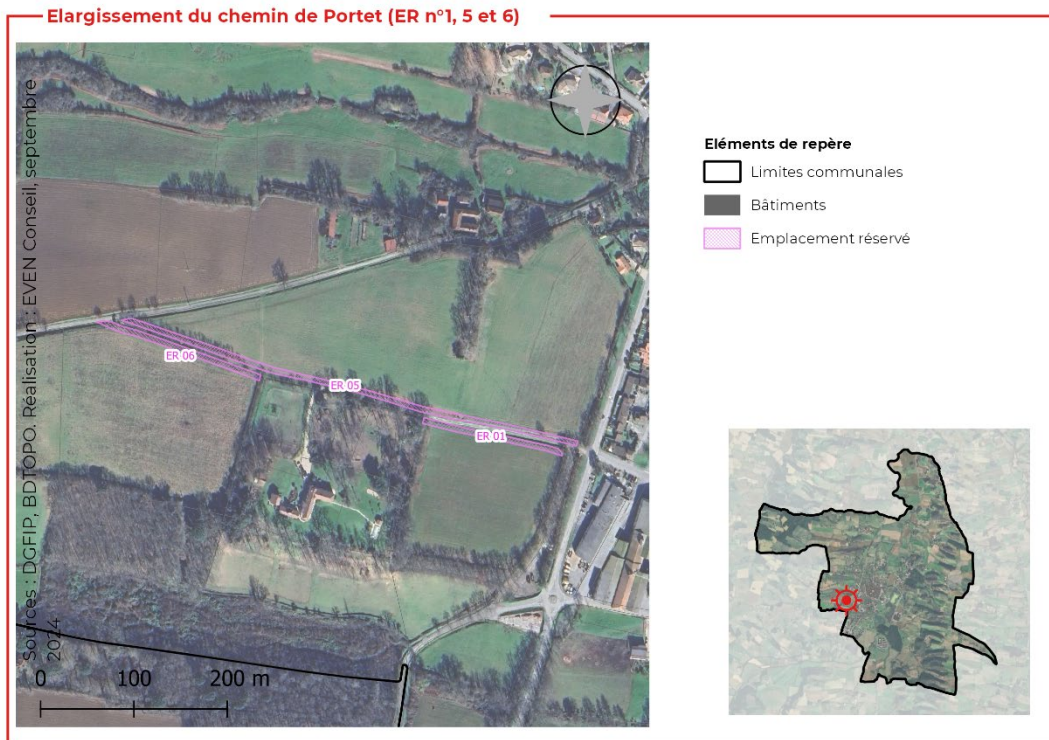 Elargissement du chemin de Portet (ER n°1, 5 et 6)
Sources : DGFIP, BDTOPO. Réalisation : EVEN Conseil, septembre
2024
ER 06
ER 05
ER 01
0 100 200 m
Eléments de repère
Limites communales
Bâtiments
Emplacement réservé